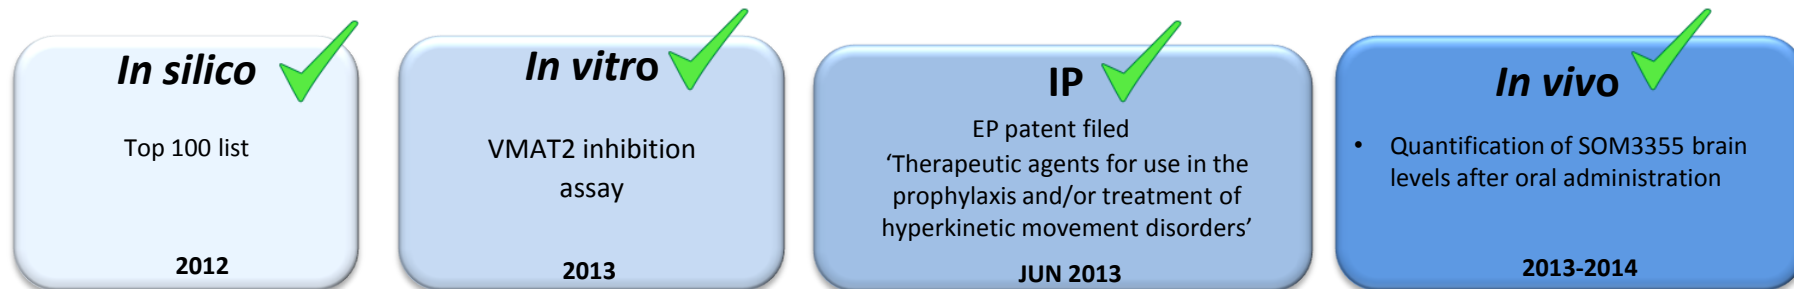 In silico
Top 100 list
2012
In vitro
VMAT2 inhibition
assay
2013
IP
EP patent filed
‘Therapeutic agents for use in the
prophylaxis and/or treatment of
hyperkinetic movement disorders’
JUN 2013
In vivo
• Quantification of SOM3355 brain
levels after oral administration
2013-2014